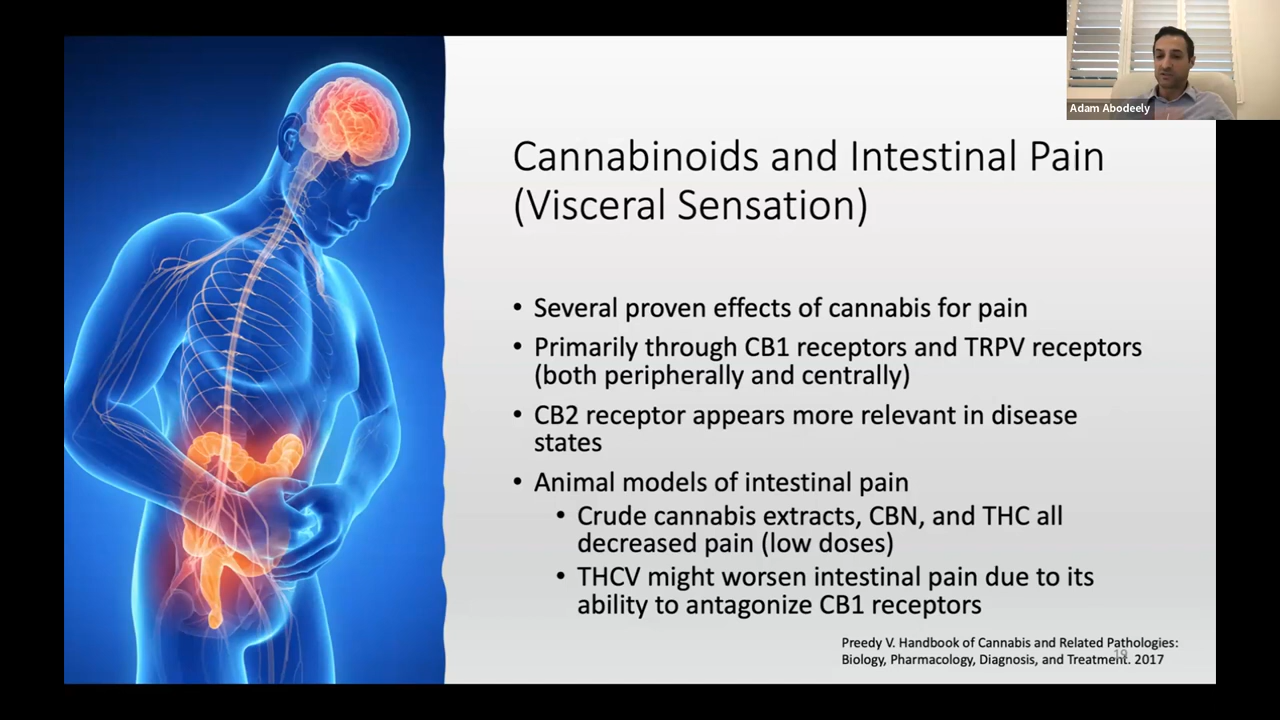 Adam Abodeely
Cannabinoids and Intestinal Pain
(Visceral Sensation)
• Several proven effects of cannabis for pain
• Primarily through CB1 receptors and TRPV receptors
(both peripherally and centrally)
• CB2 receptor appears more relevant in disease
states
• Animal models of intestinal pain
• Crude cannabis extracts, CBN, and THC all
decreased pain (low doses)
• THCV might worsen intestinal pain due to its
ability to antagonize CB1 receptors
Preedy V. Handbook of Cannabis and Related Pathologies:
Biology, Pharmacology, Diagnosis, and Treatment. 2017
19